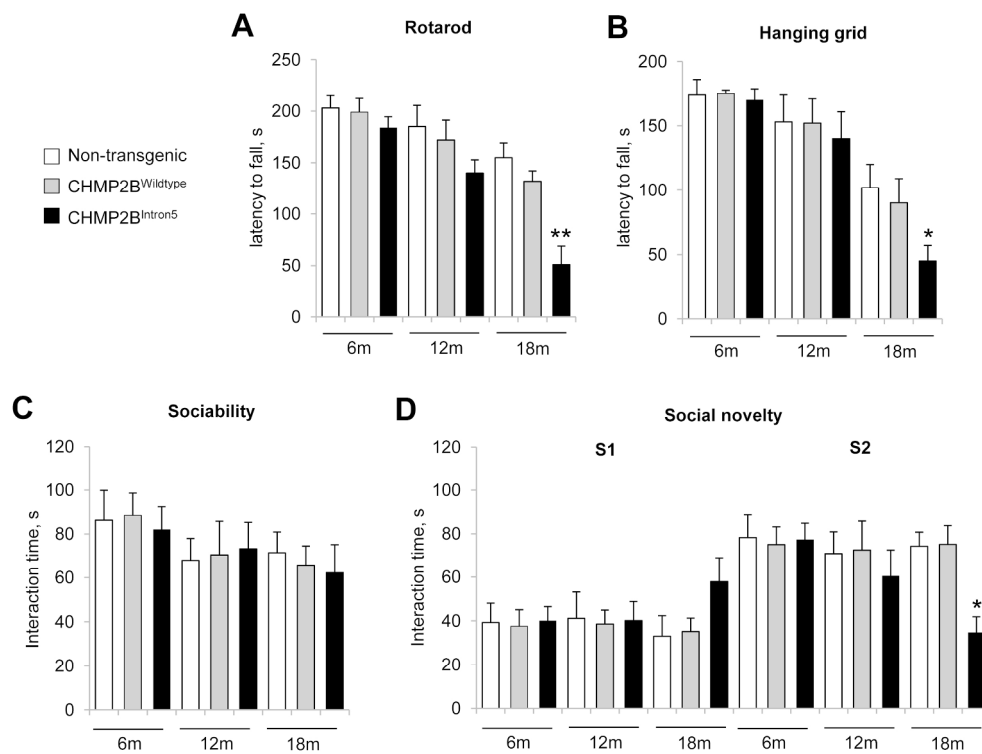 A
Rotarod
250
200
150
100
50
0
latency to fall, s
**
6m
12m
18m
B
Hanging grid
200
150
100
50
0
latency to fall, s
*
6m
12m
18m
Non-transgenic
CHMP2BWildtype
CHMP2BIntron5
C
Sociability
120
100
80
60
40
20
0
Interaction time, s
6m
12m
18m
D
Social novelty
S1
S2
120
100
80
60
40
20
0
Interaction time, s
*
6m
12m
18m
6m
12m
18m